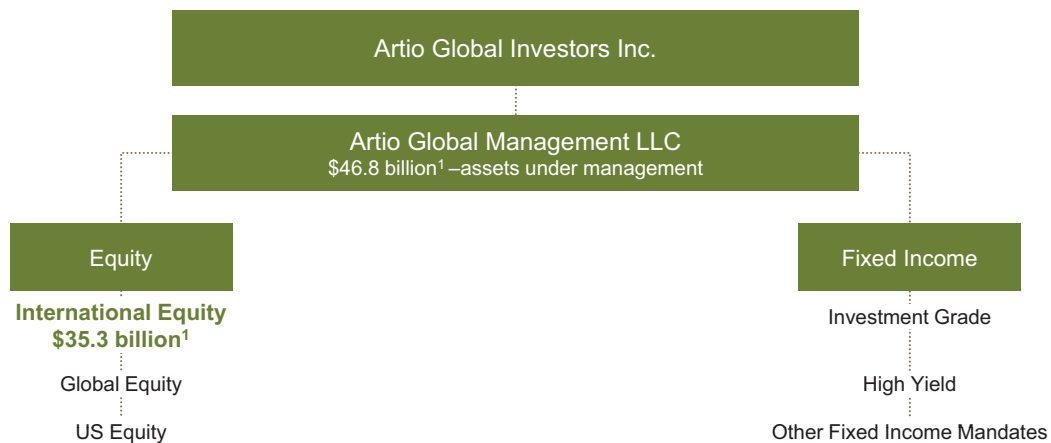 Artio Global Investors Inc.
Artio Global Management LLC
$46.8 billion¹ –assets under management
Equity
International Equity
$35.3 billion¹
Global Equity
US Equity
Fixed Income
Investment Grade
High Yield
Other Fixed Income Mandates